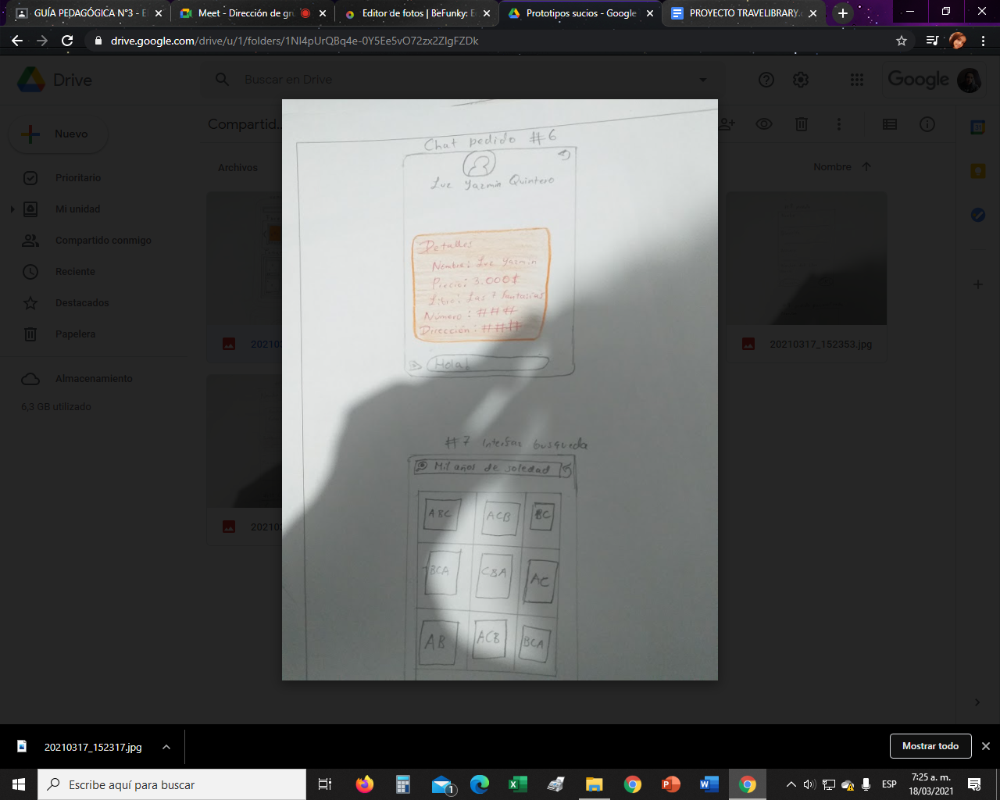 GUÍA PEDAGÓGICA N°3 - E
Meet - Dirección de gru
Editor de fotos | BeFunky: E
Prototipos sucios - Google
PROYECTO TRAVELIBRARY.
drive.google.com/drive/u/1/folders/1NI4pUrQBq4e-0Y5Ee5vO72zx2ZIgFZDk
Drive
Buscar en Drive
Google
Nuevo
Compartid...
Prioritario
Mi unidad
Compartido conmigo
Reciente
Destacados
Papelera
Almacenamiento
6,3 GB utilizado
Archivos
Nombre
202103
20210317_152353.jpg
2021
Chat pedido #6
Luz Yazmin Quintero
Detalles
Nombre: Luz Yazmin
Precio: 3.000$
Libro: Las 7 fantasias
Número: ###
Dirección: ###
Hola!
#7 Interfaz busqueda
Mil años de soledad
ABC ACB BC
BCA CBA AC
AB ACB BCA
20210317_152317.jpg
Mostrar todo
Escribe aquí para buscar
1
ESP
7:25 a. m.
18/03/2021